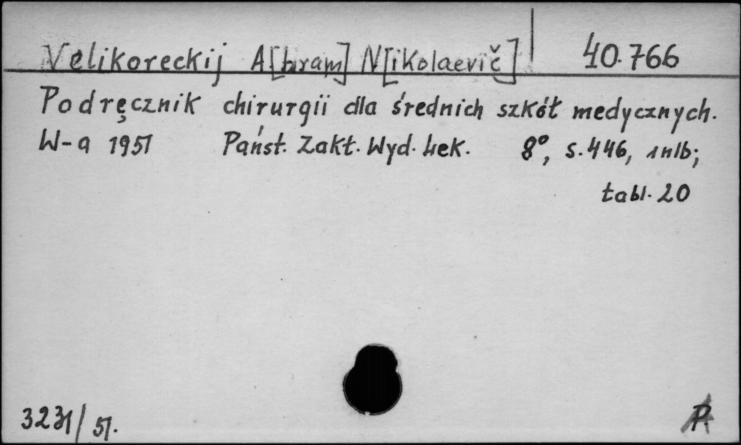 Velikoreckij A[bram] N[ikolaevič] 40.766
Podręcznik chirurgii dla średnich szkół medycznych.
W-a 1951 Państ. Zakł. Wyd. Lek. 8°, s. 446, 1 nlb;
tabl. 20
3231/51. P